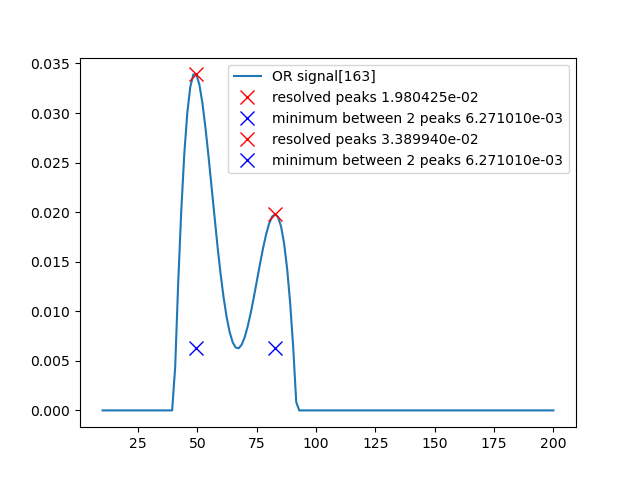 OR signal[163]
resolved peaks 1.980425e-02
minimum between 2 peaks 6.271010e-03
resolved peaks 3.389940e-02
minimum between 2 peaks 6.271010e-03
0.035
0.030
0.025
0.020
0.015
0.010
0.005
0.000
25 50 75 100 125 150 175 200